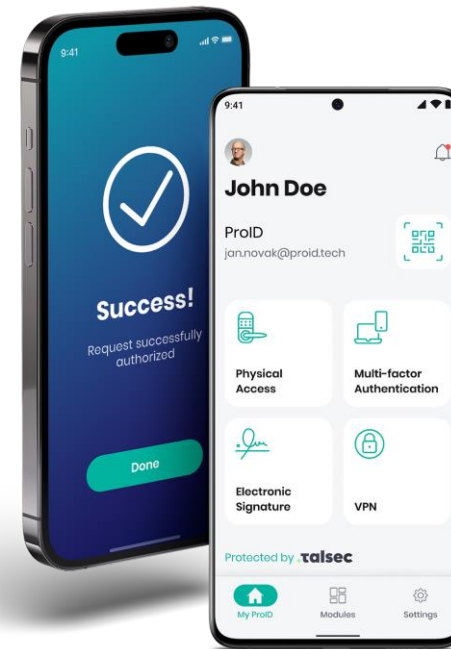 9:41
Success!
Request successfully
authorized
Done
9:41
John Doe
ProID
jan.novak@proid.tech
Physical
Access
Multi-factor
Authentication
Electronic
Signature
VPN
Protected by talsec
My ProID
Modules
Settings